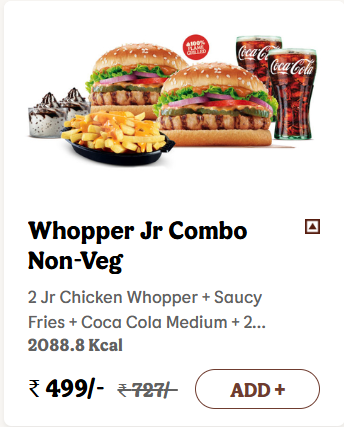 100%
FLAME
GRILLED
Coca-Cola
Coca-Cola
Whopper Jr Combo
Non-Veg
2 Jr Chicken Whopper + Saucy
Fries + Coca Cola Medium + 2...
2088.8 Kcal
₹ 499/- ₹ 727/- ADD +